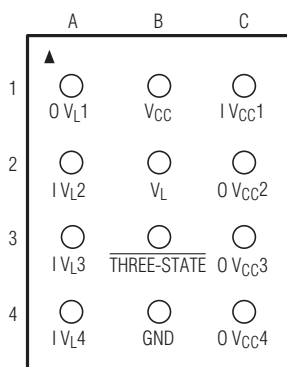 A B C
1
O VL1 VCC I VCC1
2
I VL2 VL O VCC2
3
I VL3 THREE-STATE O VCC3
4
I VL4 GND O VCC4